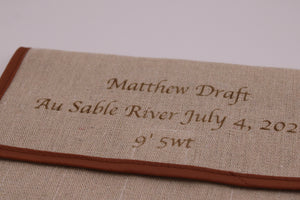 Matthew Draft
Au Sable River July 4, 202
9' 5wt